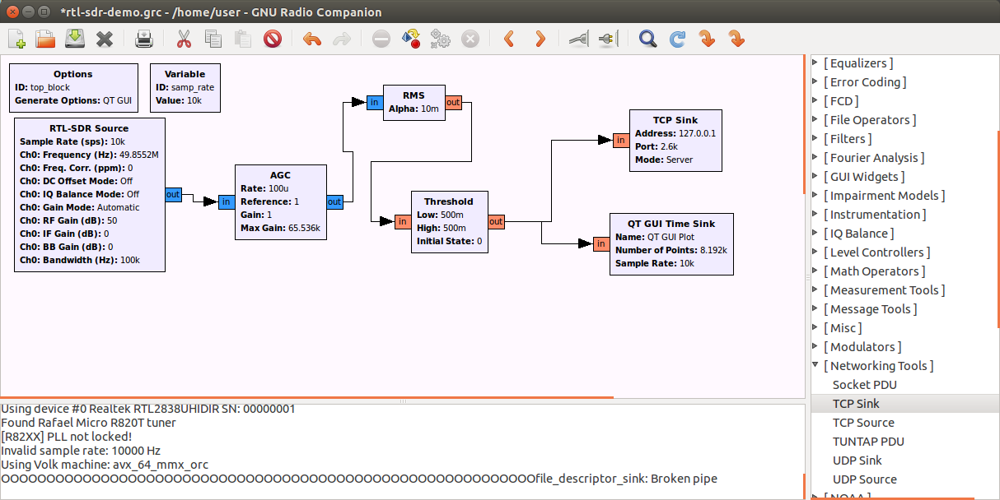 *rtl-sdr-demo.grc - /home/user - GNU Radio Companion
Options
ID: top_block
Generate Options: QT GUI
Variable
ID: samp_rate
Value: 10k
RTL-SDR Source
Sample Rate (sps): 10k
Ch0: Frequency (Hz): 49.8552M
Ch0: Freq. Corr. (ppm): 0
Ch0: DC Offset Mode: Off
Ch0: IQ Balance Mode: Off
Ch0: Gain Mode: Automatic
Ch0: RF Gain (dB): 50
Ch0: IF Gain (dB): 0
Ch0: BB Gain (dB): 0
Ch0: Bandwidth (Hz): 100k
out
in
AGC
Rate: 100u
Reference: 1
Gain: 1
Max Gain: 65.536k
out
in
RMS
Alpha: 10m
out
in
Threshold
Low: 500m
High: 500m
Initial State: 0
out
in
TCP Sink
Address: 127.0.0.1
Port: 2.6k
Mode: Server
in
QT GUI Time Sink
Name: QT GUI Plot
Number of Points: 8.192k
Sample Rate: 10k
[ Equalizers ]
[ Error Coding ]
[ FCD ]
[ File Operators ]
[ Filters ]
[ Fourier Analysis ]
[ GUI Widgets ]
[ Impairment Models ]
[ Instrumentation ]
[ IQ Balance ]
[ Level Controllers ]
[ Math Operators ]
[ Measurement Tools ]
[ Message Tools ]
[ Misc ]
[ Modulators ]
[ Networking Tools ]
Socket PDU
TCP Sink
TCP Source
TUNTAP PDU
UDP Sink
UDP Source
[ NOAA ]
Using device #0 Realtek RTL2838UHIDIR SN: 00000001
Found Rafael Micro R820T tuner
[R82XX] PLL not locked!
Invalid sample rate: 10000 Hz
Using Volk machine: avx_64_mmx_orc
OOOOOOOOOOOOOOOOOOOOOOOOOOOOOOOOOOOOOOOOOOOOOOOOOOOOOOOOOOOfile_descriptor_sink: Broken pipe